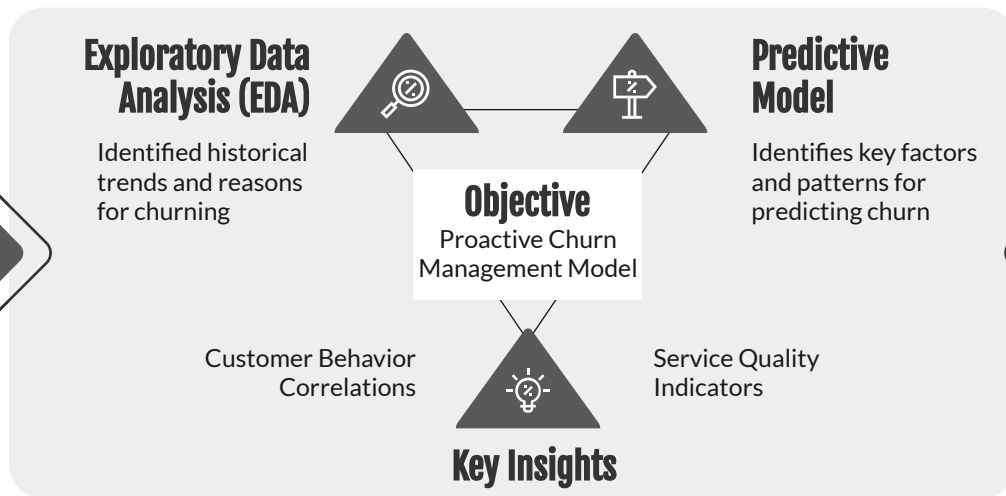 Exploratory Data
Analysis (EDA)
Identified historical
trends and reasons
for churning
Predictive
Model
Identifies key factors
and patterns for
predicting churn
Objective
Proactive Churn
Management Model
Customer Behavior
Correlations
Service Quality
Indicators
Key Insights